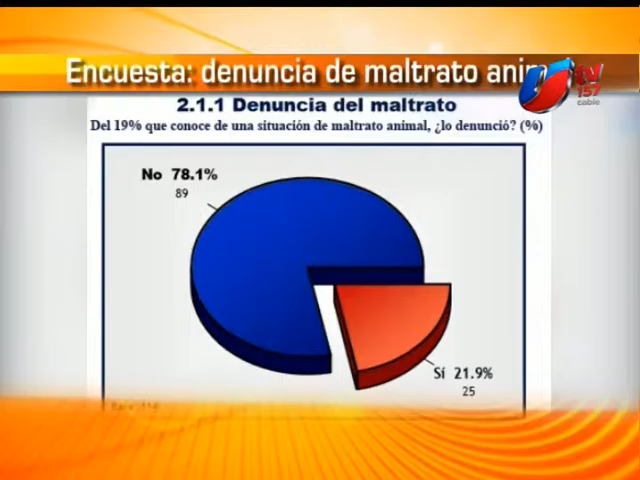 Encuesta: denuncia de maltrato anim
tv
157
cable
2.1.1 Denuncia del maltrato
Del 19% que conoce de una situación de maltrato animal, ¿lo denunció? (%)
No 78.1%
89
Sí 21.9%
25